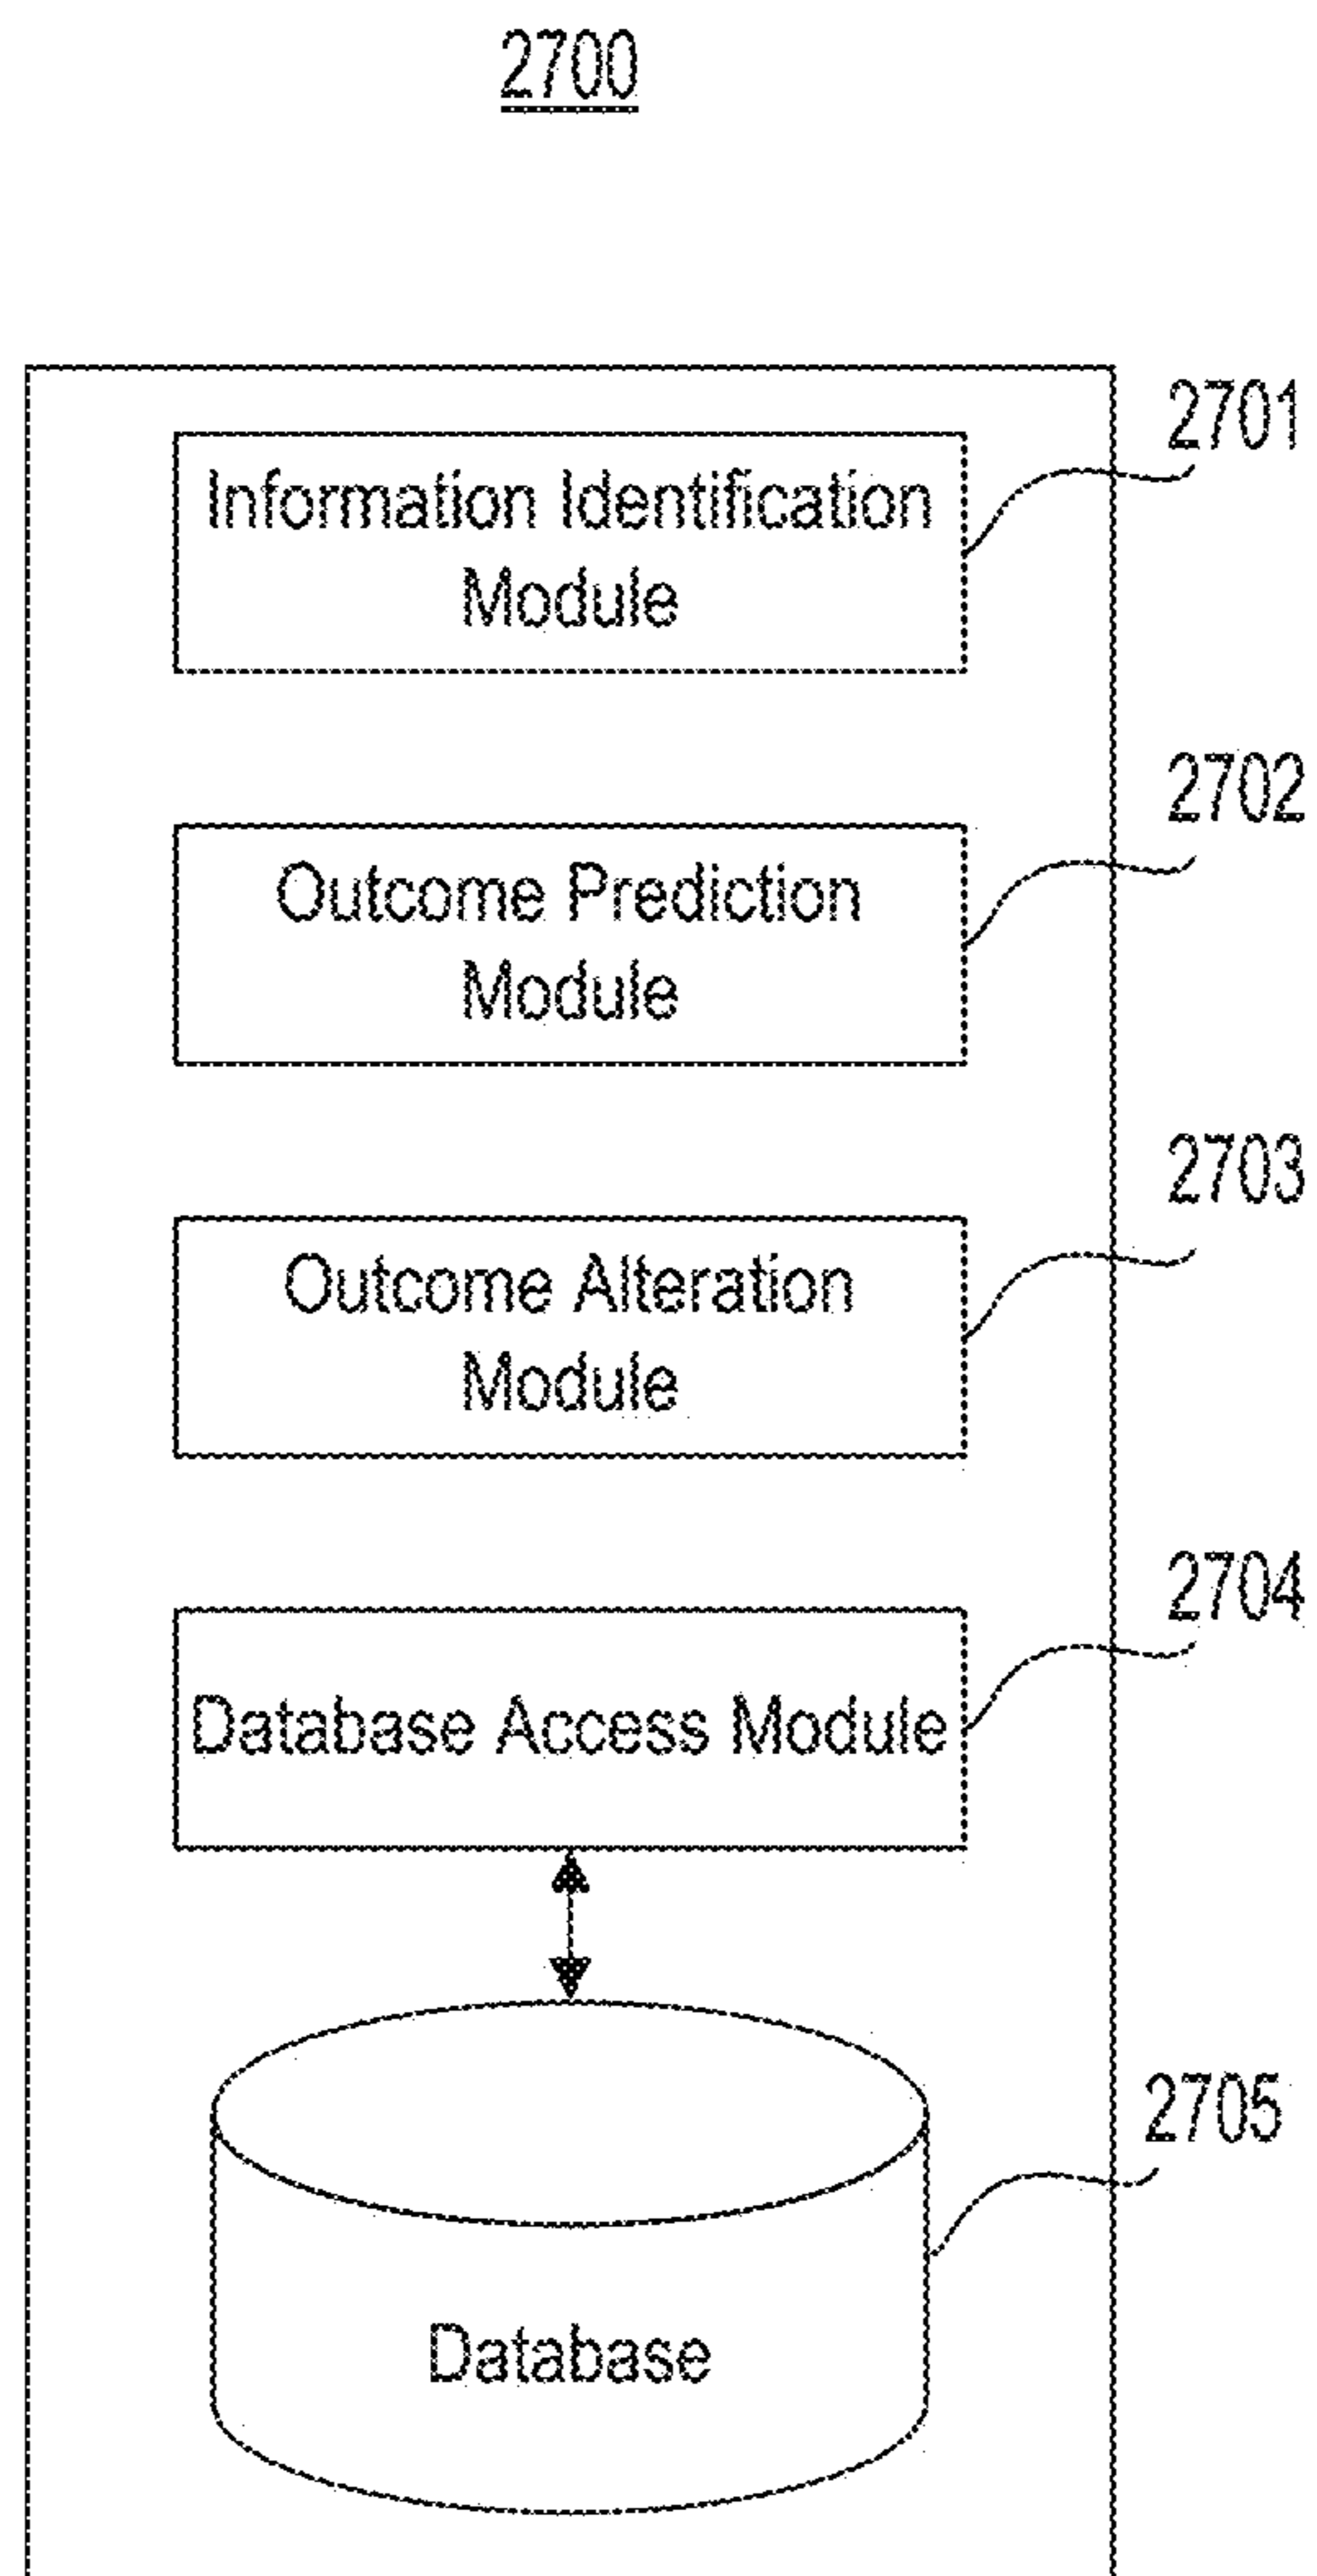 2700
2701
Information Identification
Module
2702
Outcome Prediction
Module
2703
Outcome Alteration
Module
2704
Database Access Module
2705
Database